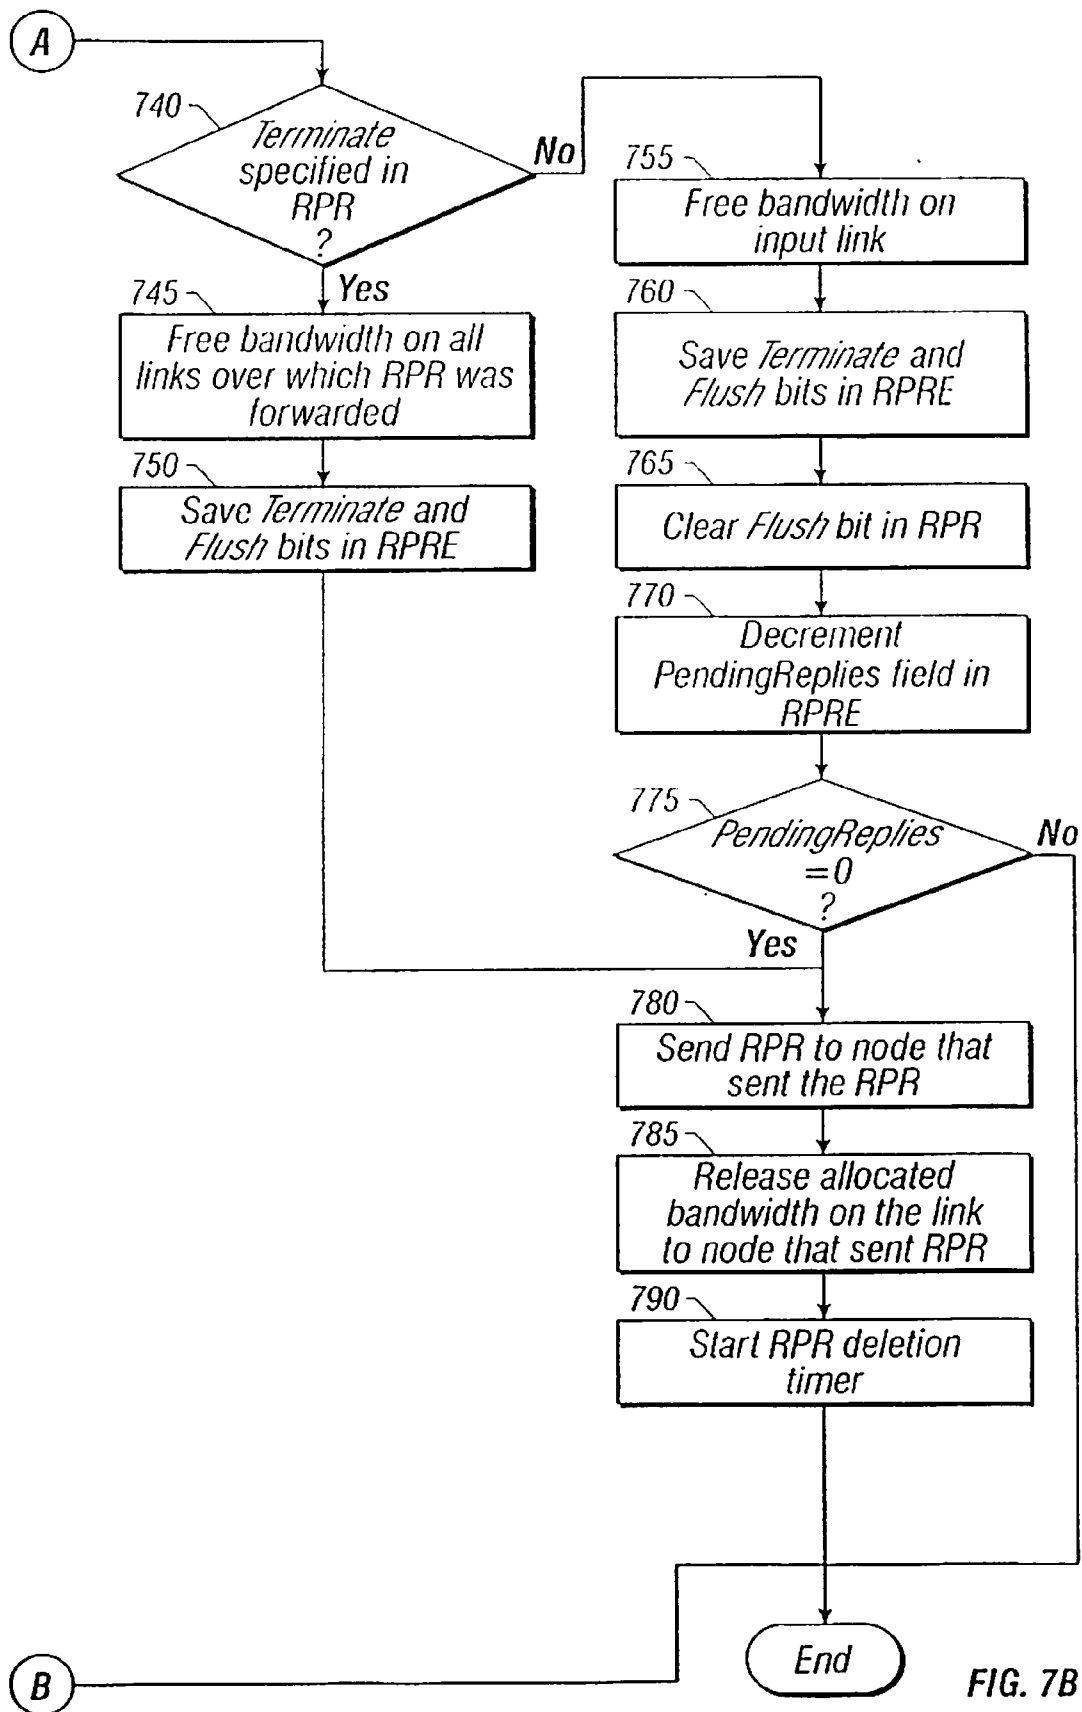 A
740
Terminate
specified in
RPR
?
No
Yes
745
Free bandwidth on all
links over which RPR was
forwarded
750
Save Terminate and
Flush bits in RPRE
755
Free bandwidth on
input link
760
Save Terminate and
Flush bits in RPRE
765
Clear Flush bit in RPR
770
Decrement
PendingReplies field in
RPRE
775
PendingReplies
=0
?
No
Yes
780
Send RPR to node that
sent the RPR
785
Release allocated
bandwidth on the link
to node that sent RPR
790
Start RPR deletion
timer
End
B
FIG. 7B